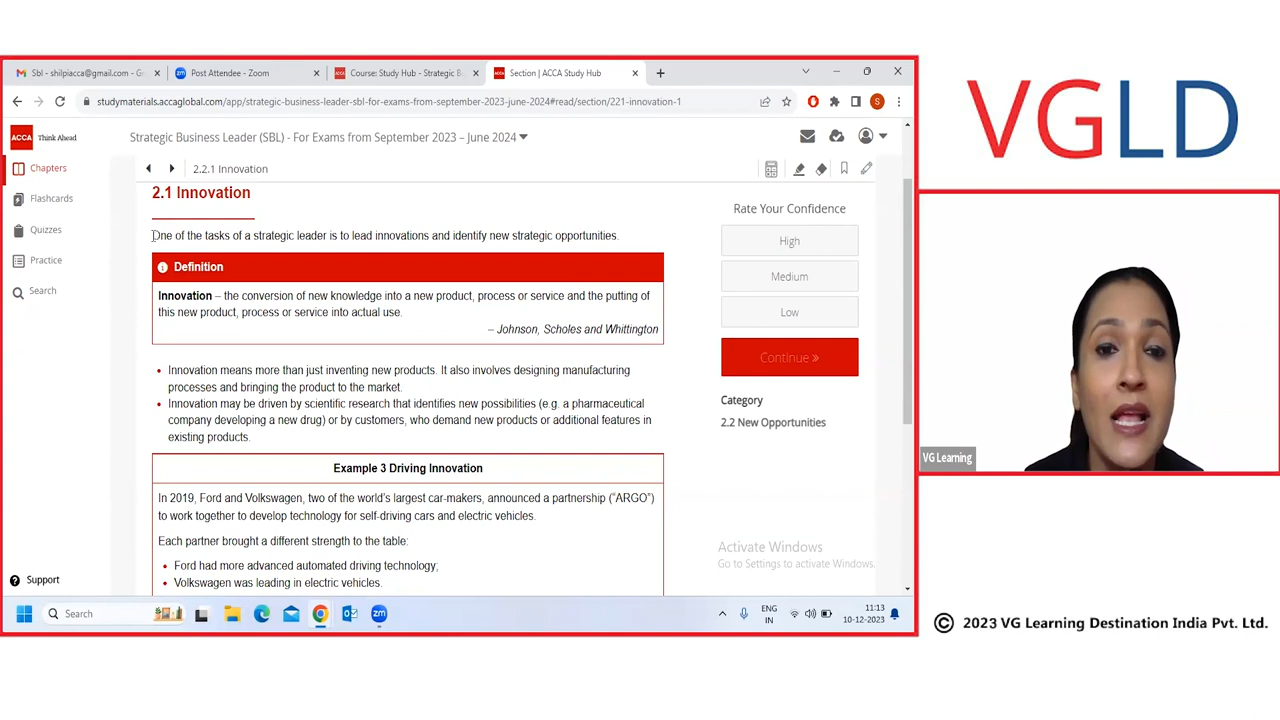 Sbl - shilpiacca@gmail.com - G
Post Attendee - Zoom
Course: Study Hub - Strategic B
Section | ACCA Study Hub
studymaterials.accaglobal.com/app/strategic-business-leader-sbl-for-exams-from-september-2023-june-2024#read/section/221-innovation-1
S
ACCA
Think Ahead
Strategic Business Leader (SBL) - For Exams from September 2023 – June 2024
Chapters
Flashcards
Quizzes
Practice
Search
Support
2.2.1 Innovation
2.1 Innovation
One of the tasks of a strategic leader is to lead innovations and identify new strategic opportunities.
Definition
Innovation – the conversion of new knowledge into a new product, process or service and the putting of
this new product, process or service into actual use.
– Johnson, Scholes and Whittington
• Innovation means more than just inventing new products. It also involves designing manufacturing
processes and bringing the product to the market.
• Innovation may be driven by scientific research that identifies new possibilities (e.g. a pharmaceutical
company developing a new drug) or by customers, who demand new products or additional features in
existing products.
Example 3 Driving Innovation
In 2019, Ford and Volkswagen, two of the world's largest car-makers, announced a partnership ("ARGO")
to work together to develop technology for self-driving cars and electric vehicles.
Each partner brought a different strength to the table:
• Ford had more advanced automated driving technology;
• Volkswagen was leading in electric vehicles.
Rate Your Confidence
High
Medium
Low
Continue »
Category
2.2 New Opportunities
Activate Windows
Go to Settings to activate Windows.
Search
zm
ENG
IN
11:13
10-12-2023
VGLD
VG Learning
© 2023 VG Learning Destination India Pvt. Ltd.